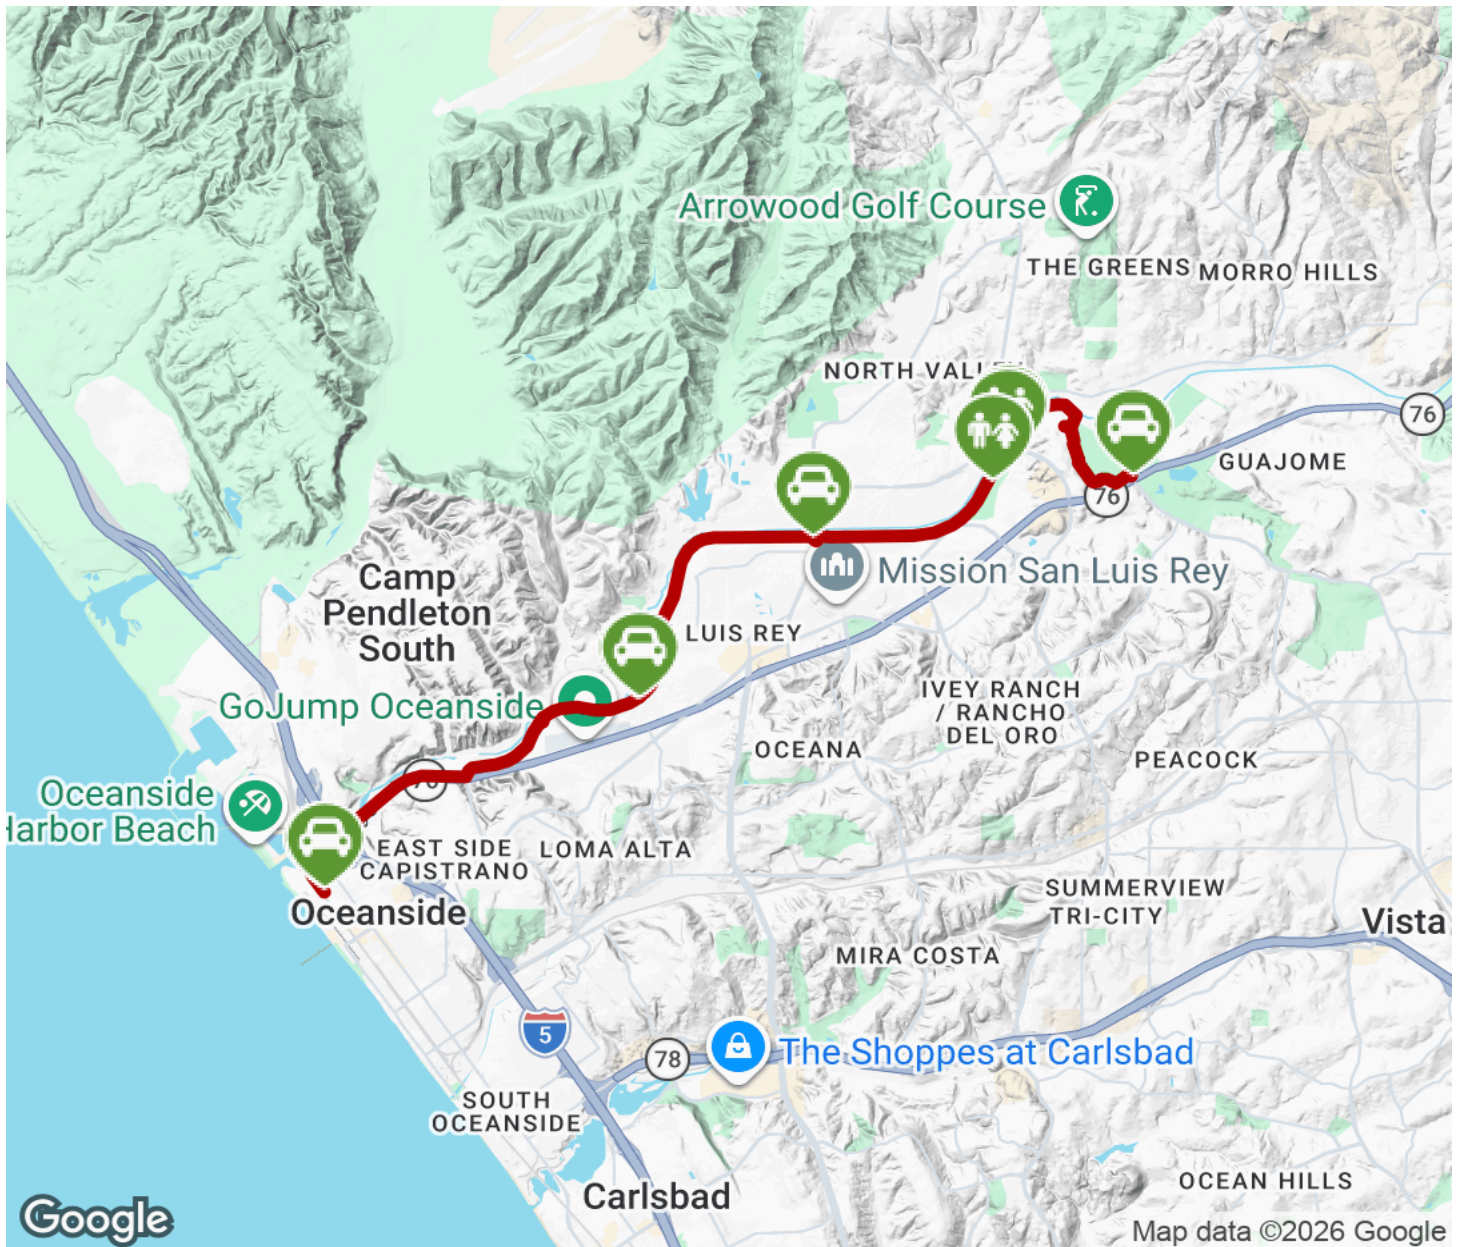 Arrowood Golf Course
THE GREENS
MORRO HILLS
NORTH VALLEY
76
GUAJOME
76
Mission San Luis Rey
Camp
Pendleton
South
LUIS REY
GoJump Oceanside
IVEY RANCH
/ RANCHO
DEL ORO
OCEANA
PEACOCK
76
Oceanside
Harbor Beach
EAST SIDE
CAPISTRANO
LOMA ALTA
Oceanside
SUMMERVIEW
TRI-CITY
Vista
MIRA COSTA
5
78
The Shoppes at Carlsbad
SOUTH
OCEANSIDE
Carlsbad
OCEAN HILLS
Google
Map data ©2026 Google